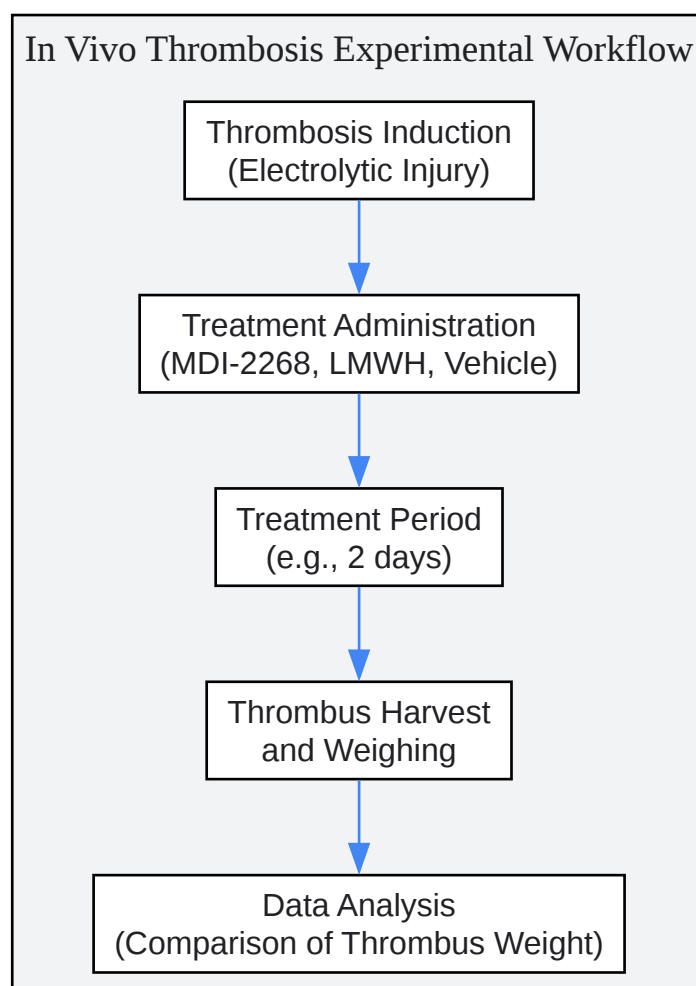 In Vivo Thrombosis Experimental Workflow
Thrombosis Induction
(Electrolytic Injury)
Treatment Administration
(MDI-2268, LMWH, Vehicle)
Treatment Period
(e.g., 2 days)
Thrombus Harvest
and Weighing
Data Analysis
(Comparison of Thrombus Weight)